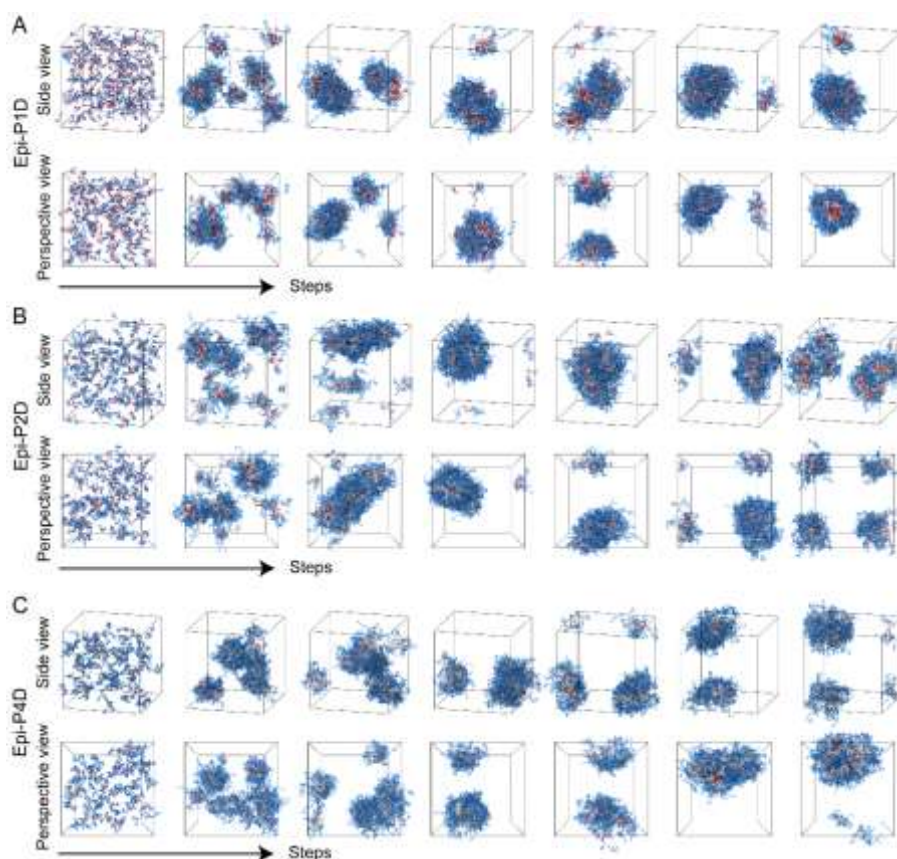 A
Epi-P1D
Side view
Perspective view
Steps
B
Epi-P2D
Side view
Perspective view
Steps
C
Epi-P4D
Side view
Perspective view
Steps